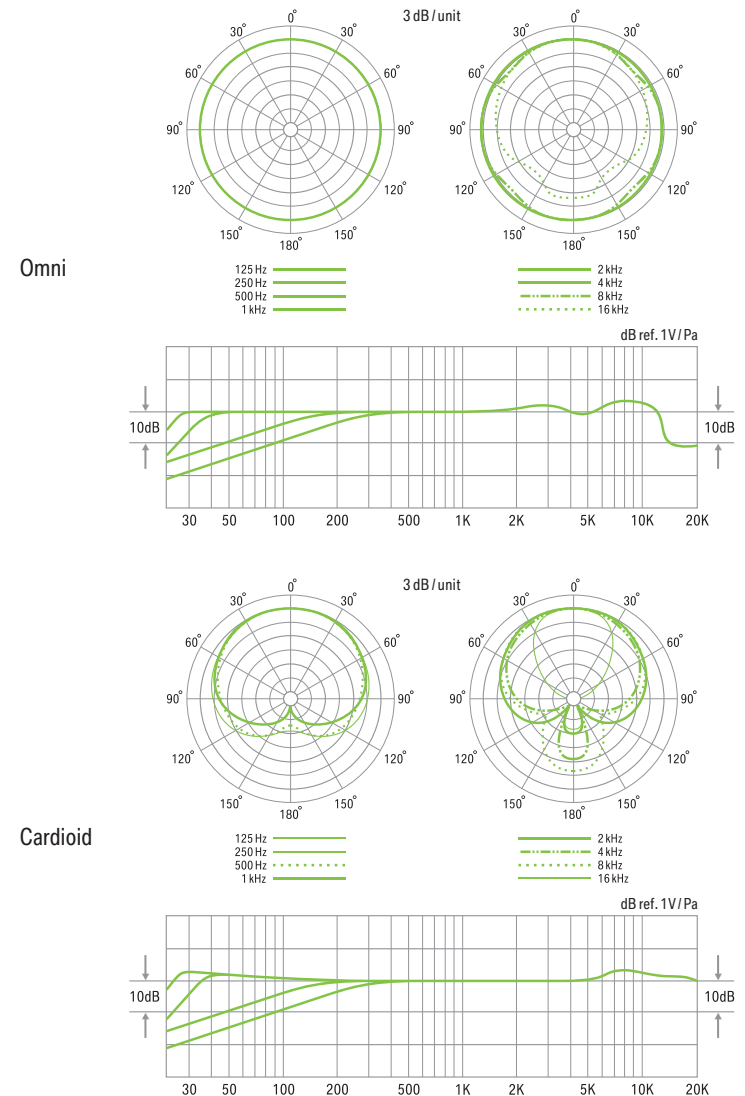 3 dB / unit
0° 0°
30° 30° 30° 30°
60° 60° 60° 60°
90° 90° 90° 90°
120° 120° 120° 120°
150° 150° 150° 150°
180° 180°
Omni
125 Hz
250 Hz
500 Hz
1 kHz
2 kHz
4 kHz
8 kHz
16 kHz
dB ref. 1 V / Pa
10dB 10dB
30 50 100 200 500 1K 2K 5K 10K 20K
3 dB / unit
0° 0°
30° 30° 30° 30°
60° 60° 60° 60°
90° 90° 90° 90°
120° 120° 120° 120°
150° 150° 150° 150°
180° 180°
Cardioid
125 Hz
250 Hz
500 Hz
1 kHz
2 kHz
4 kHz
8 kHz
16 kHz
dB ref. 1 V / Pa
10dB 10dB
30 50 100 200 500 1K 2K 5K 10K 20K